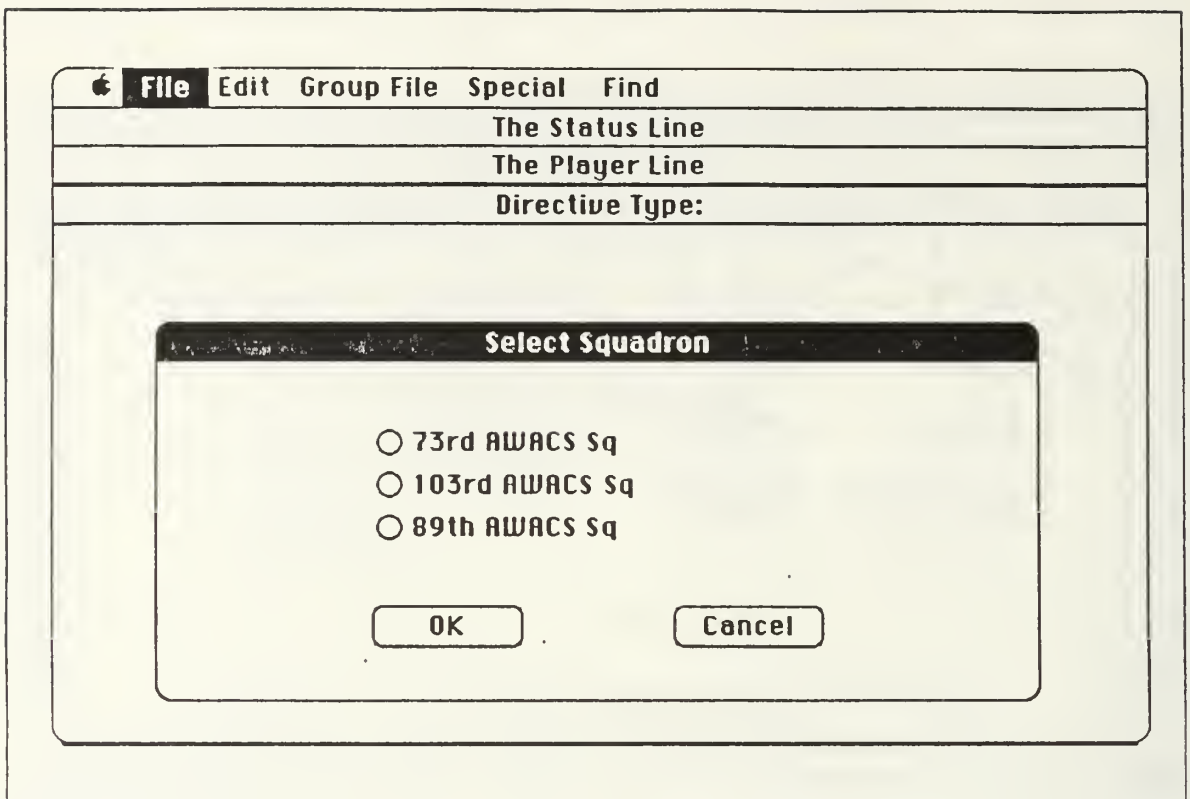 File Edit Group File Special Find
The Status Line
The Player Line
Directive Type:
Select Squadron
73rd AWACS Sq
103rd AWACS Sq
89th AWACS Sq
OK Cancel